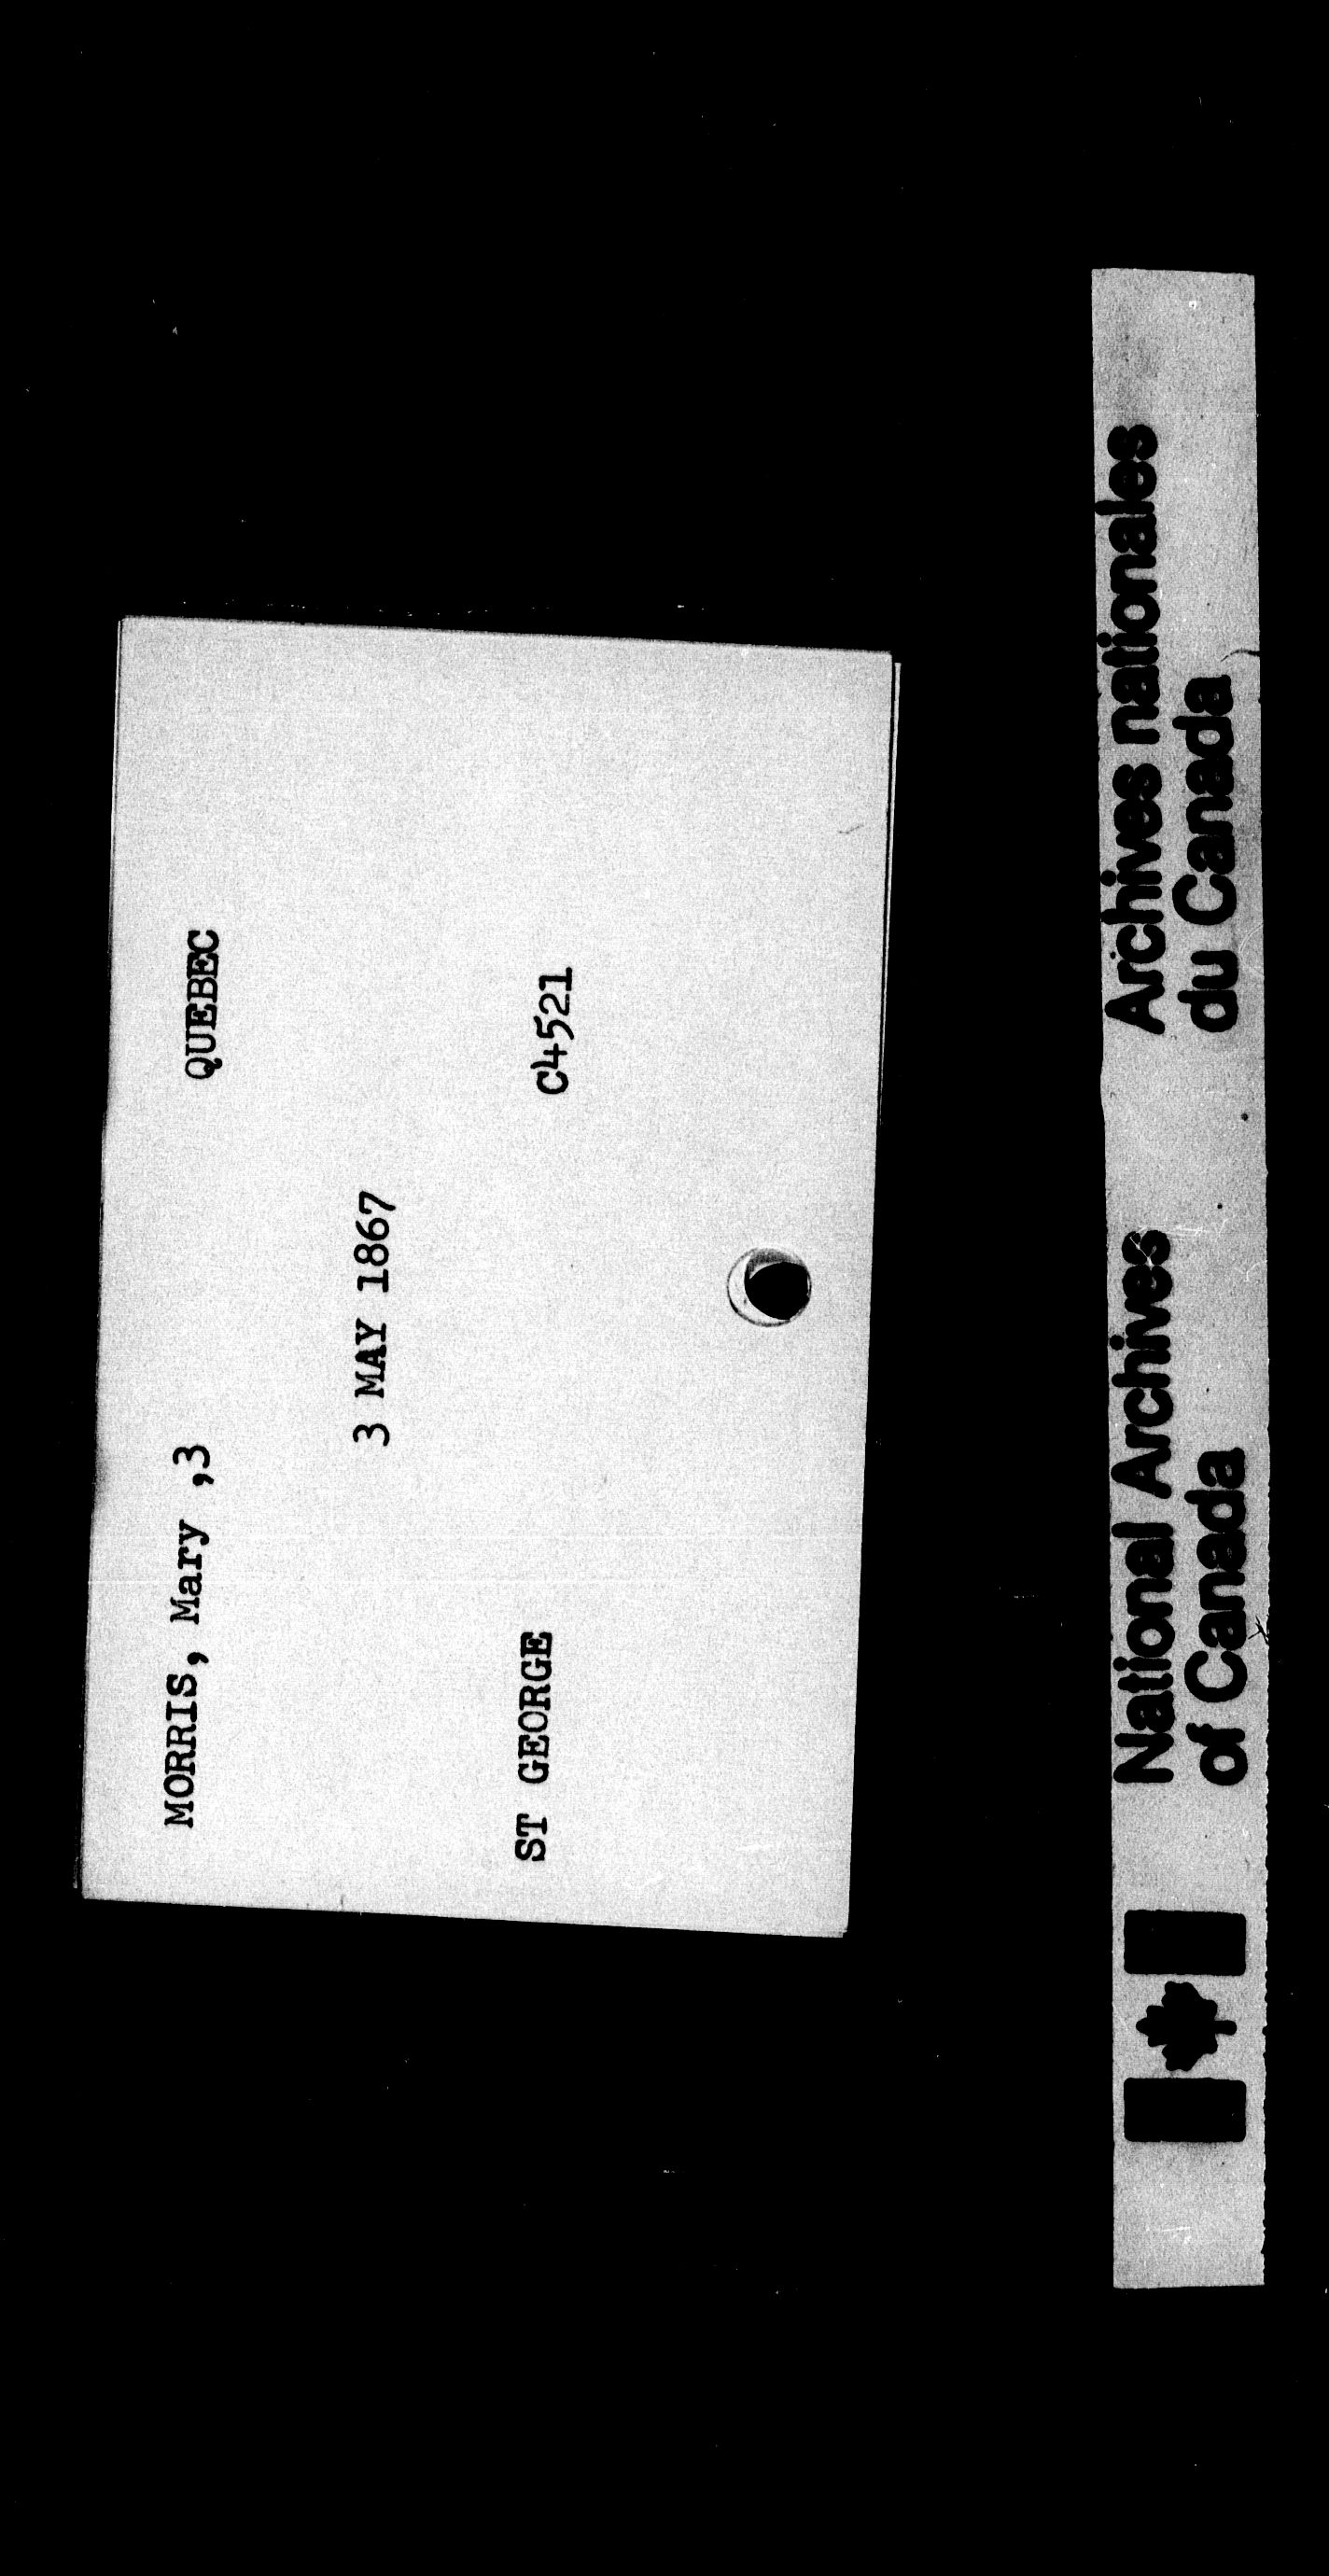 MORRIS, Mary ,3 QUEBEC
3 MAY 1867
ST GEORGE C4521
National Archives Archives nationales
of Canada du Canada